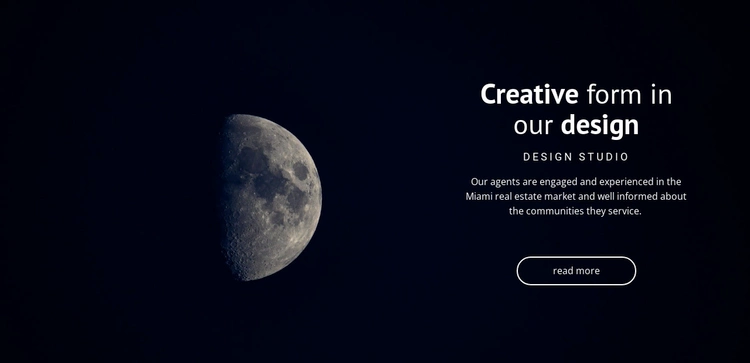 Creative form in
our design
DESIGN STUDIO
Our agents are engaged and experienced in the
Miami real estate market and well informed about
the communities they service.
read more